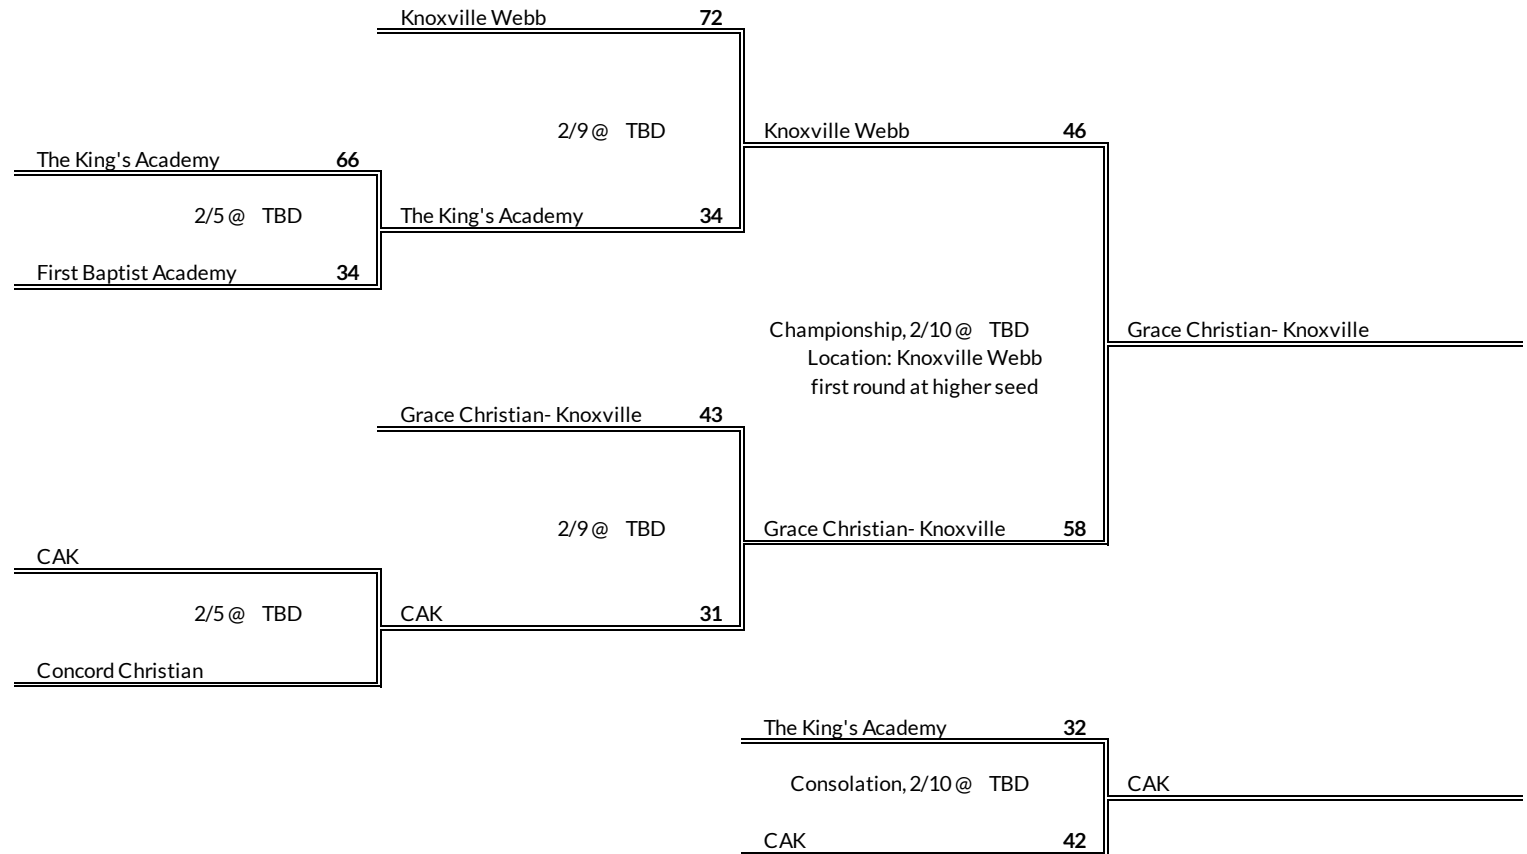 Knoxville Webb 72
2/9 @ TBD
Knoxville Webb 46
The King's Academy 66
2/5 @ TBD
The King's Academy 34
First Baptist Academy 34
Championship, 2/10 @ TBD
Grace Christian- Knoxville
Location: Knoxville Webb
first round at higher seed
Grace Christian- Knoxville 43
2/9 @ TBD
Grace Christian- Knoxville 58
CAK
2/5 @ TBD
CAK 31
Concord Christian
The King's Academy 32
Consolation, 2/10 @ TBD
CAK
CAK 42